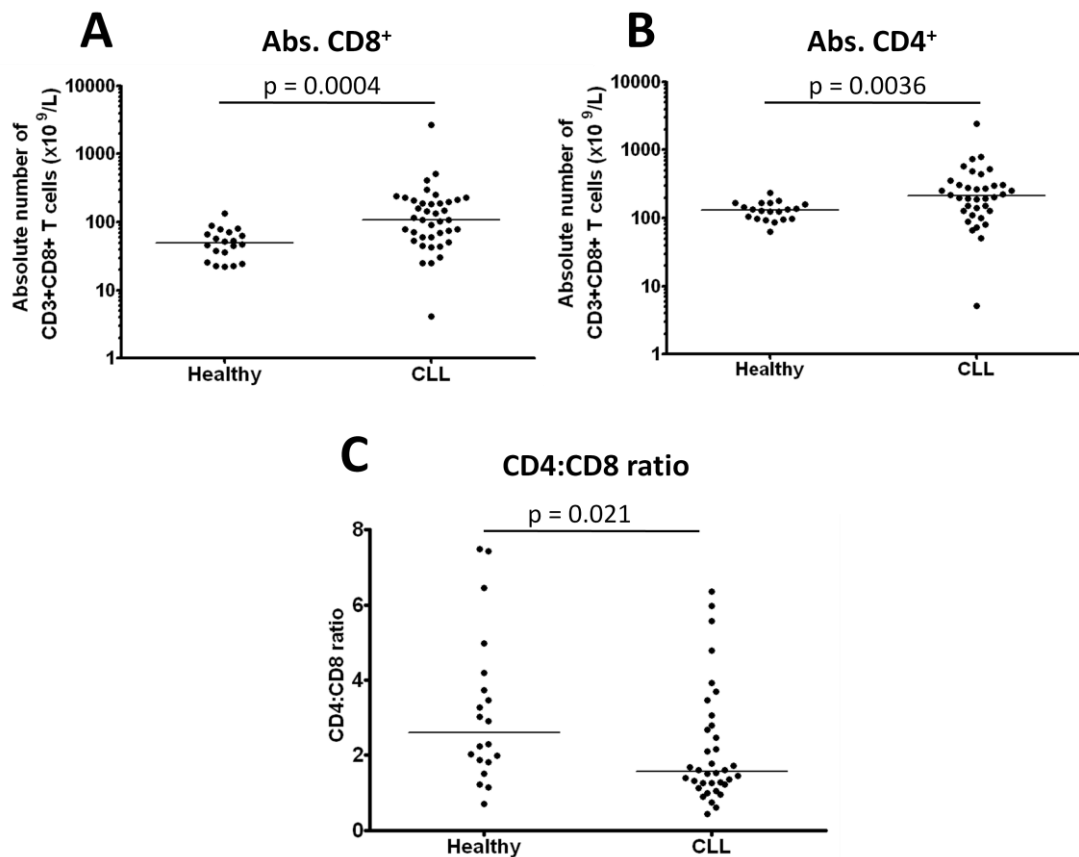 A
Abs. CD8+
p = 0.0004
Absolute number of
CD3+CD8+ T cells (x10 9/L)
10000
1000
100
10
1
Healthy
CLL
B
Abs. CD4+
p = 0.0036
Absolute number of
CD3+CD8+ T cells (x10 9/L)
10000
1000
100
10
1
Healthy
CLL
C
CD4:CD8 ratio
p = 0.021
CD4:CD8 ratio
8
6
4
2
0
Healthy
CLL